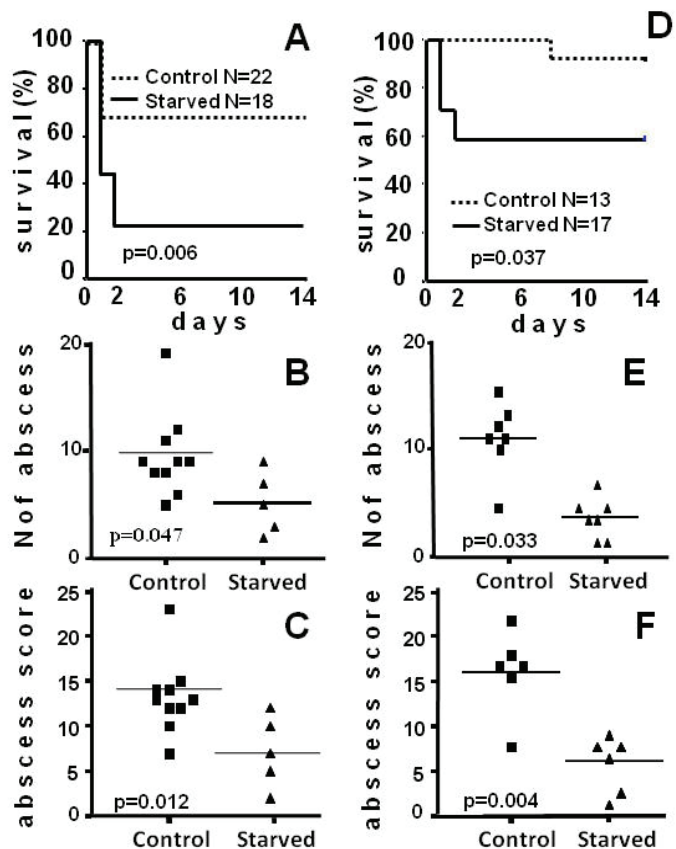 A
survival (%)
100
80
60
40
20
0
Control N=22
Starved N=18
p=0.006
0 2 6 10 14
days
D
survival (%)
100
80
60
40
20
0
Control N=13
Starved N=17
p=0.037
0 2 6 10 14
days
B
Nof abscess
20
10
0
p=0.047
Control Starved
E
Nof abscess
20
10
0
p=0.033
Control Starved
C
abscess score
25
20
15
10
5
0
p=0.012
Control Starved
F
abscess score
25
20
15
10
5
0
p=0.004
Control Starved